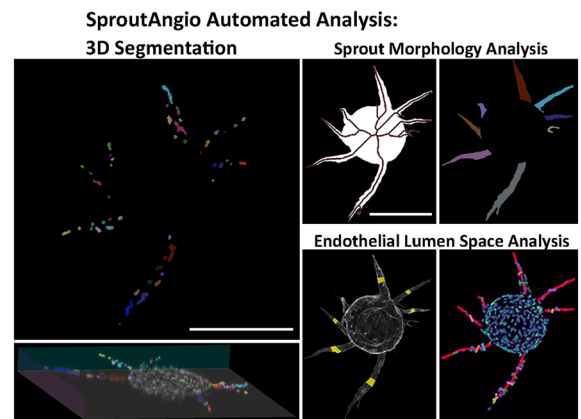 SproutAngio Automated Analysis:
3D Segmentation
Sprout Morphology Analysis
Endothelial Lumen Space Analysis